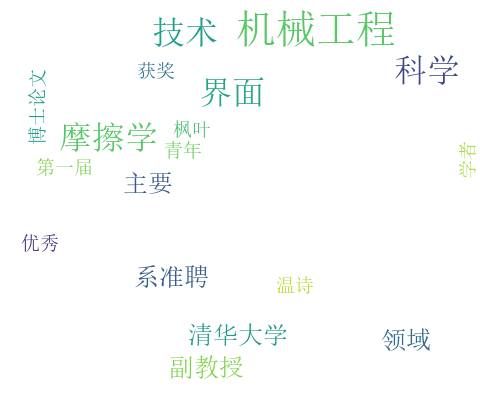 技术
机械工程
科学
获奖
界面
博士论文
摩擦学
枫叶
青年
第一届
学者
主要
优秀
系准聘
温诗
清华大学
领域
副教授